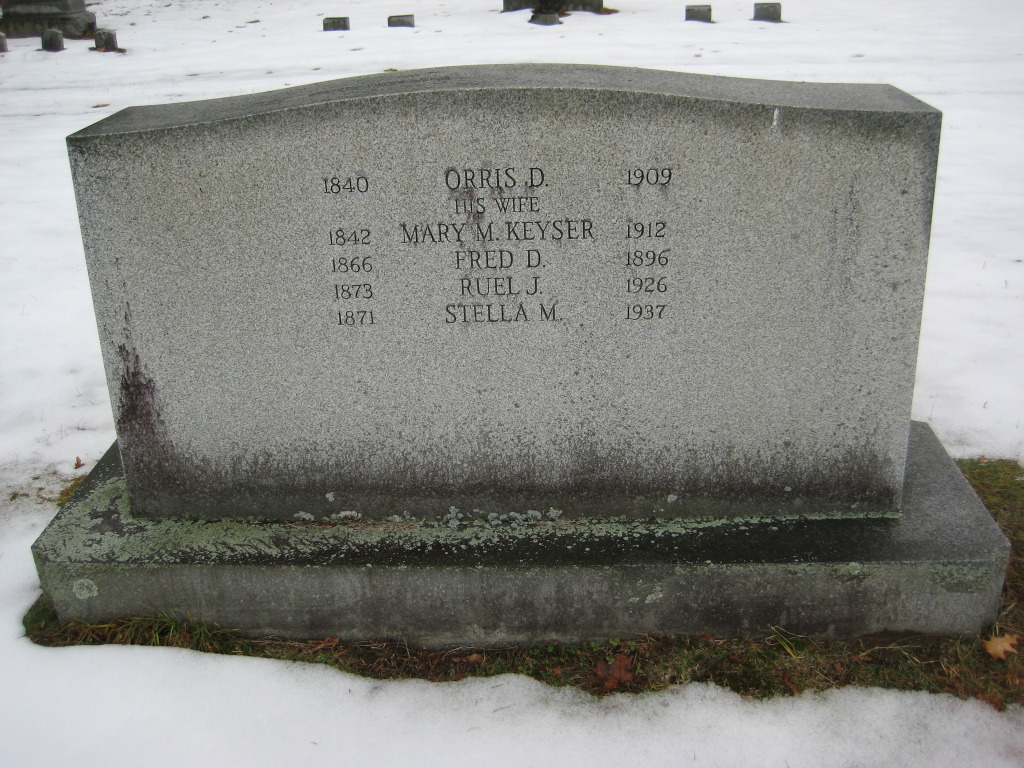 1840 ORRIS D. 1909
HIS WIFE
1842 MARY M. KEYSER 1912
1866 FRED D. 1896
1873 RUEL J. 1926
1871 STELLA M. 1937